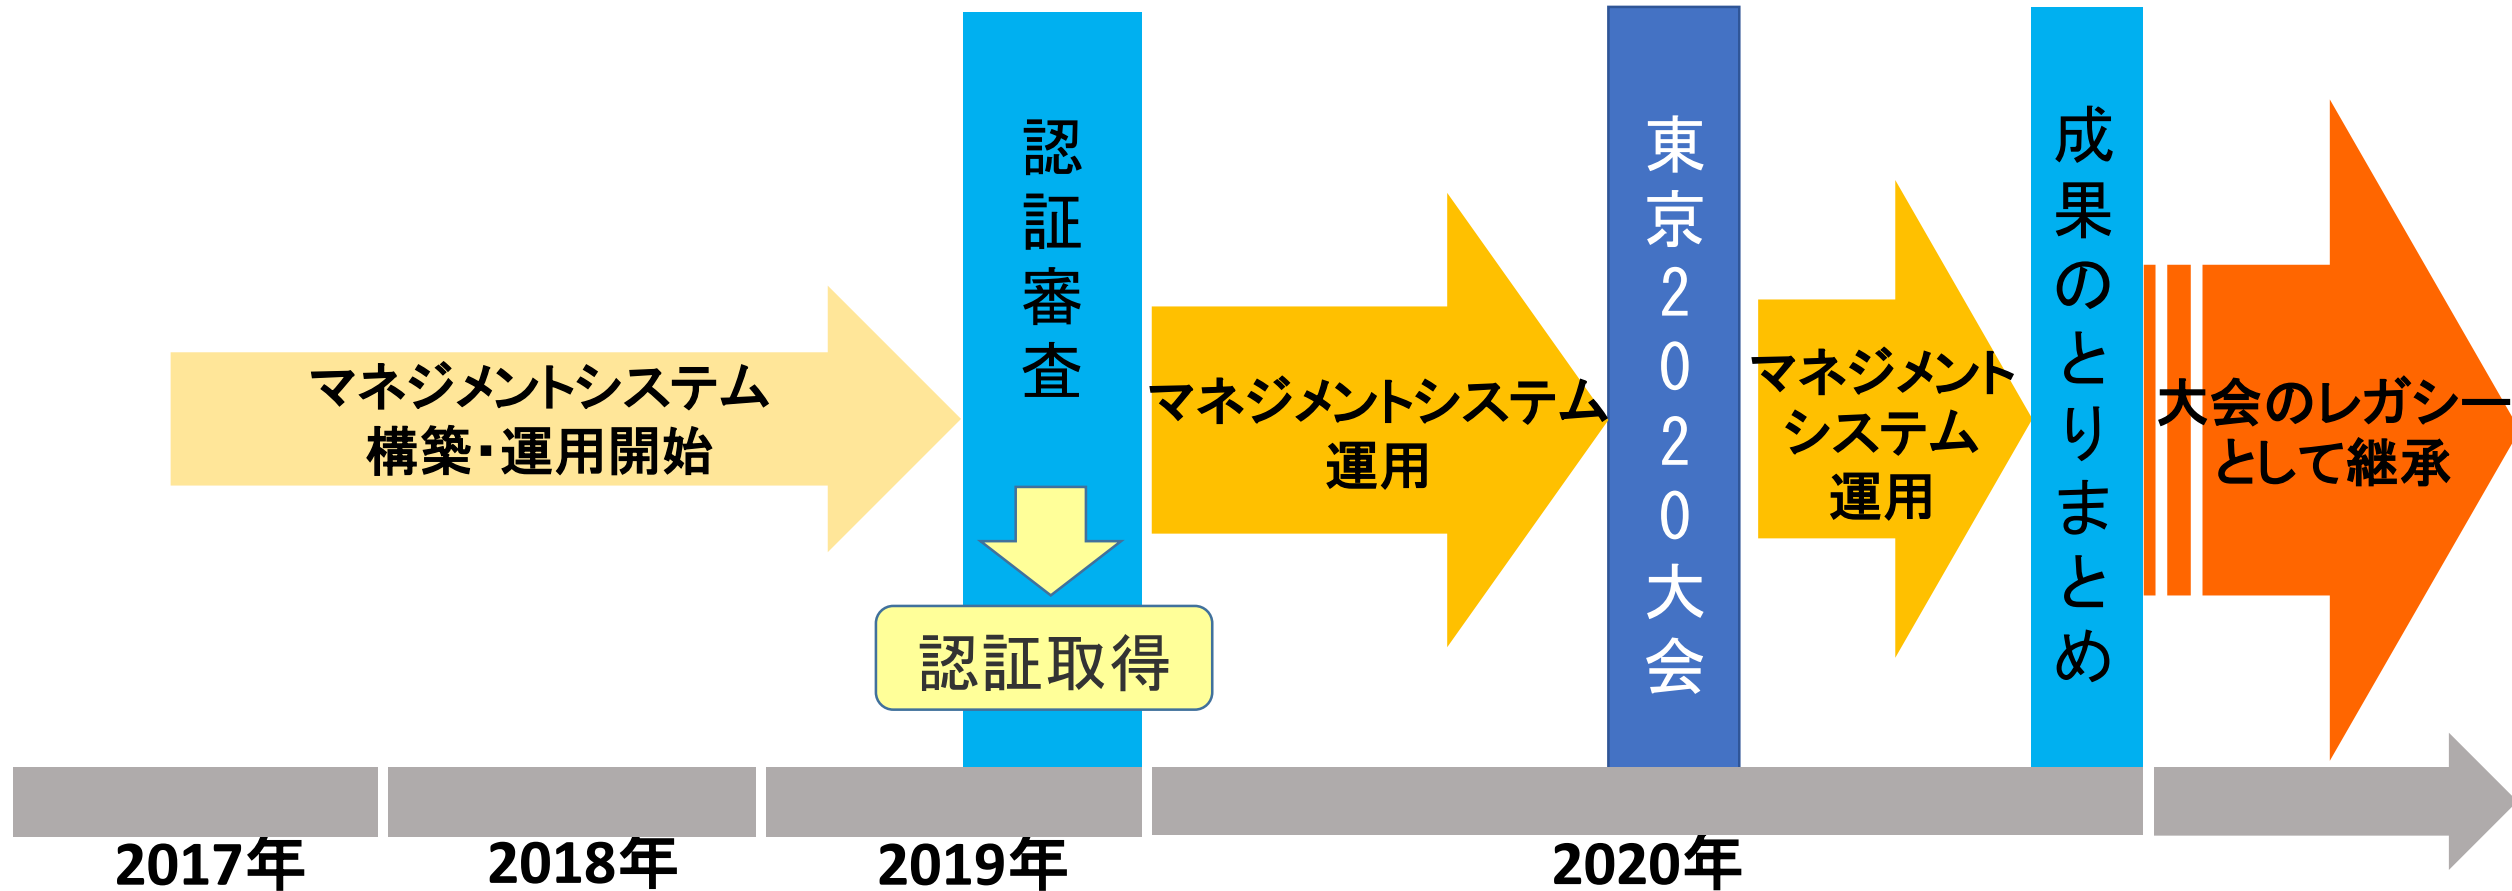 マネジメントシステム
構築・運用開始
認証審査
認証取得
マネジメントシステム
運用
東京2020大会
マネジメント
システム
運用
成果のとりまとめ
大会のレガシー
として継承
2017年
2018年
2019年
2020年